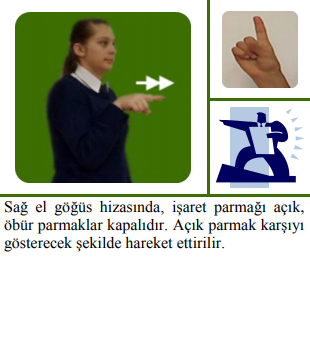 Sağ el göğüs hizasında, işaret parmağı açık,
öbür parmaklar kapalıdır. Açık parmak karşıyı
gösterecek şekilde hareket ettirilir.